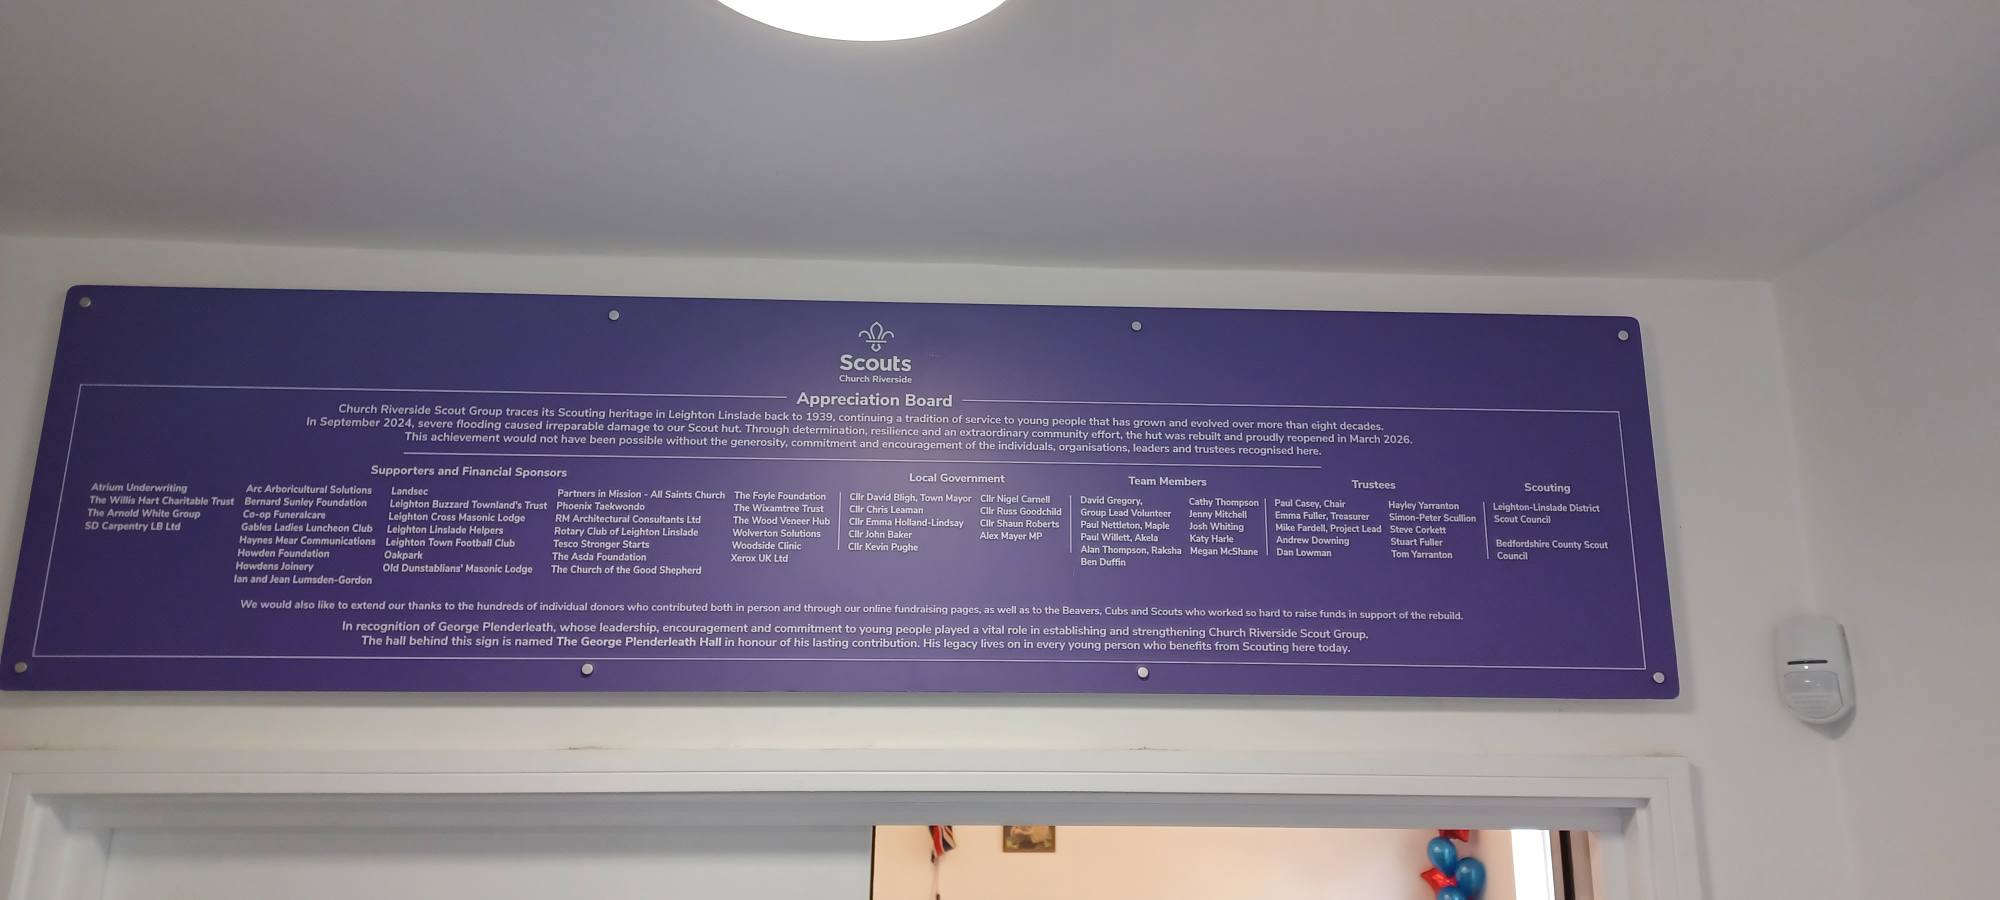 Scouts
Church Riverside
Appreciation Board
Church Riverside Scout Group traces its Scouting heritage in Leighton Linslade back to 1939, continuing a tradition of service to young people that has grown and evolved over more than eight decades.
In September 2024, severe flooding caused irreparable damage to our Scout hut. Through determination, resilience and an extraordinary community effort, the hut was rebuilt and proudly reopened in March 2026.
This achievement would not have been possible without the generosity, commitment and encouragement of the individuals, organisations, leaders and trustees recognised here.
Supporters and Financial Sponsors
Atrium Underwriting
The Willis Hart Charitable Trust
The Arnold White Group
SD Carpentry LB Ltd
Arc Arboricultural Solutions
Bernard Sunley Foundation
Co-op Funeralcare
Gables Ladies Luncheon Club
Haynes Mear Communications
Howden Foundation
Howdens Joinery
Ian and Jean Lumsden-Gordon
Landsec
Leighton Buzzard Townland's Trust
Leighton Cross Masonic Lodge
Leighton Linslade Helpers
Leighton Town Football Club
Oakpark
Old Dunstablians' Masonic Lodge
Partners in Mission - All Saints Church
Phoenix Taekwondo
RM Architectural Consultants Ltd
Rotary Club of Leighton Linslade
Tesco Stronger Starts
The Asda Foundation
The Church of the Good Shepherd
The Foyle Foundation
The Wixamtree Trust
The Wood Veneer Hub
Wolverton Solutions
Woodside Clinic
Xerox UK Ltd
Local Government
Cllr David Bligh, Town Mayor
Cllr Chris Leaman
Cllr Emma Holland-Lindsay
Cllr John Baker
Cllr Kevin Pughe
Cllr Nigel Carnell
Cllr Russ Goodchild
Cllr Shaun Roberts
Alex Mayer MP
Team Members
David Gregory,
Group Lead Volunteer
Paul Nettleton, Maple
Paul Willett, Akela
Alan Thompson, Raksha
Ben Duffin
Cathy Thompson
Jenny Mitchell
Josh Whiting
Katy Harle
Megan McShane
Trustees
Paul Casey, Chair
Emma Fuller, Treasurer
Mike Fardell, Project Lead
Andrew Downing
Dan Lowman
Hayley Yarranton
Simon-Peter Scullion
Steve Corkett
Stuart Fuller
Tom Yarranton
Scouting
Leighton-Linslade District
Scout Council
Bedfordshire County Scout
Council
We would also like to extend our thanks to the hundreds of individual donors who contributed both in person and through our online fundraising pages, as well as to the Beavers, Cubs and Scouts who worked so hard to raise funds in support of the rebuild.
In recognition of George Plenderleath, whose leadership, encouragement and commitment to young people played a vital role in establishing and strengthening Church Riverside Scout Group.
The hall behind this sign is named The George Plenderleath Hall in honour of his lasting contribution. His legacy lives on in every young person who benefits from Scouting here today.